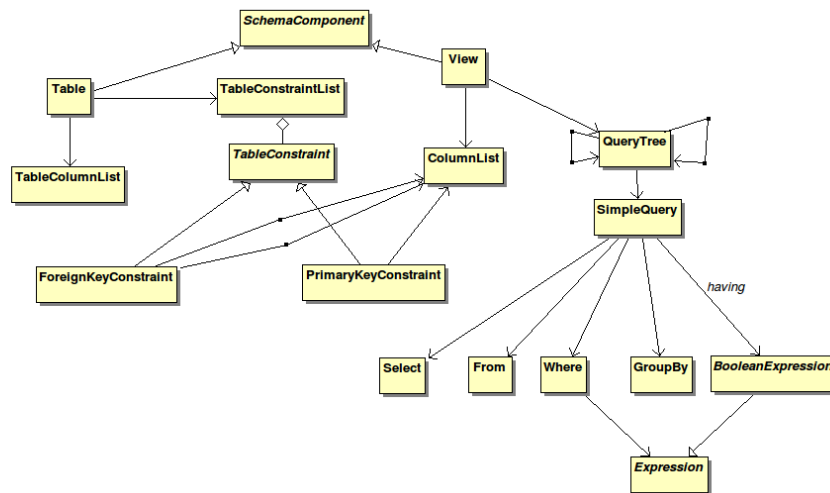 SchemaComponent
View
Table
TableConstraintList
QueryTree
TableConstraint
ColumnList
TableColumnList
SimpleQuery
ForeignKeyConstraint
PrimaryKeyConstraint
having
Select
From
Where
GroupBy
BooleanExpression
Expression